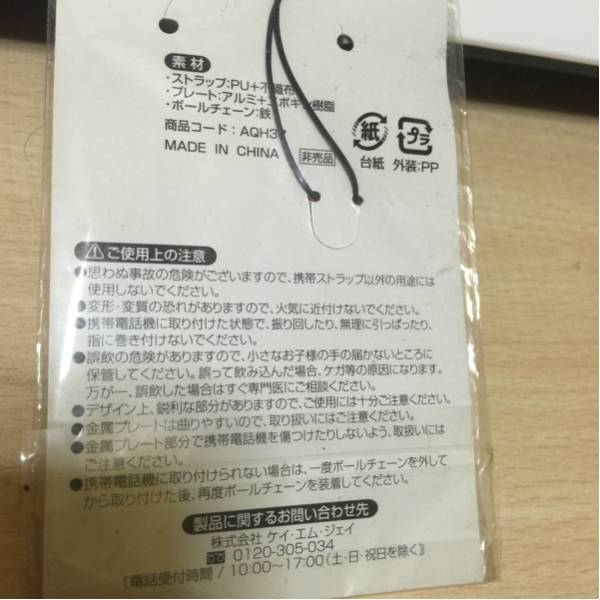 素材
・ストラップ:PU+不織布
・プレート:アルミ+エポキシ樹脂
・ボールチェーン:鉄
商品コード:AQH3
MADE IN CHINA 非売品
紙 プラ
台紙 外装:PP
ご使用上の注意
●思わぬ事故の危険がございますので、携帯ストラップ以外の用途には
使用しないでください。
●変形・変質の恐れがありますので、火気に近付けないでください。
●携帯電話機に取り付けた状態で、振り回したり、無理に引っぱったり、
指に巻き付けないでください。
●誤飲の危険がありますので、小さなお子様の手の届かないところに
保管してください。誤って飲み込んだ場合、ケガ等の原因になります。
万が一、誤飲した場合はすぐ専門医にご相談ください。
●デザイン上、鋭利な部分がありますので、ご使用には十分ご注意ください。
●金属プレートは曲りやすいので、取り扱いにはご注意ください。
●金属プレート部分で携帯電話機を傷つけたりしないよう、取扱いには
ご注意ください。
●携帯電話機に取り付けられない場合は、一度ボールチェーンを外して
から取り付けた後、再度ボールチェーンを装着してください。
製品に関するお問い合わせ先
株式会社 ケイ・エム・ジェイ
0120-305-034
〔電話受付時間/10:00~17:00(土・日・祝日を除く)〕